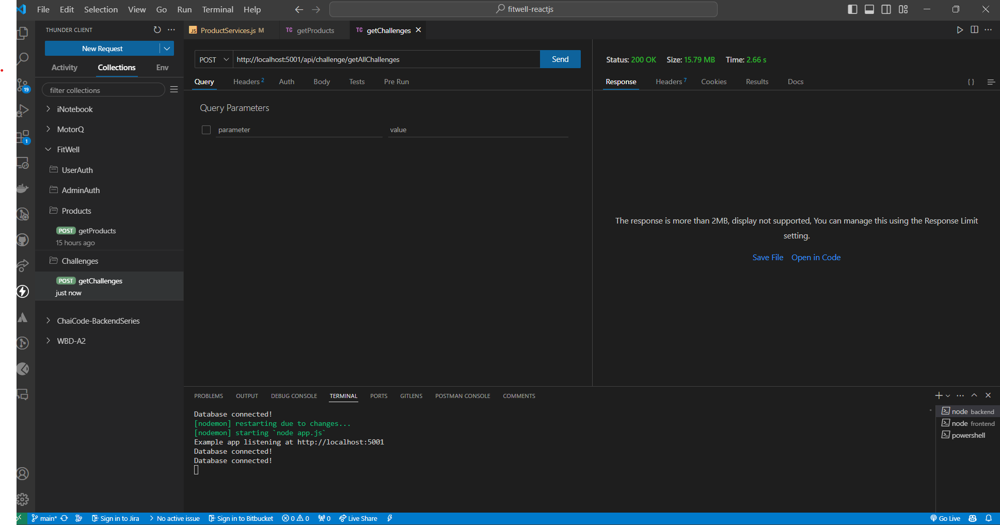 File Edit Selection View Go Run Terminal Help
fitwell-reactjs
THUNDER CLIENT
New Request
Activity Collections Env
filter collections
iNotebook
MotorQ
FitWell
UserAuth
AdminAuth
Products
POST getProducts
15 hours ago
Challenges
POST getChallenges
just now
ChaiCode-BackendSeries
WBD-A2
19
1
JS ProductServices.js M
TC getProducts
TC getChallenges
POST http://localhost:5001/api/challenge/getAllChallenges Send
Query Headers 2 Auth Body Tests Pre Run
Query Parameters
parameter value
Status: 200 OK Size: 15.79 MB Time: 2.66 s
Response Headers 7 Cookies Results Docs
{ }
The response is more than 2MB, display not supported, You can manage this using the Response Limit
setting.
Save File Open in Code
PROBLEMS OUTPUT DEBUG CONSOLE TERMINAL PORTS GITLENS POSTMAN CONSOLE COMMENTS
Database connected!
[nodemon] restarting due to changes...
[nodemon] starting `node app.js`
Example app listening at http://localhost:5001
Database connected!
Database connected!
node backend
node frontend
powershell
main* Sign in to Jira No active issue Sign in to Bitbucket 0 0 0 Live Share Go Live